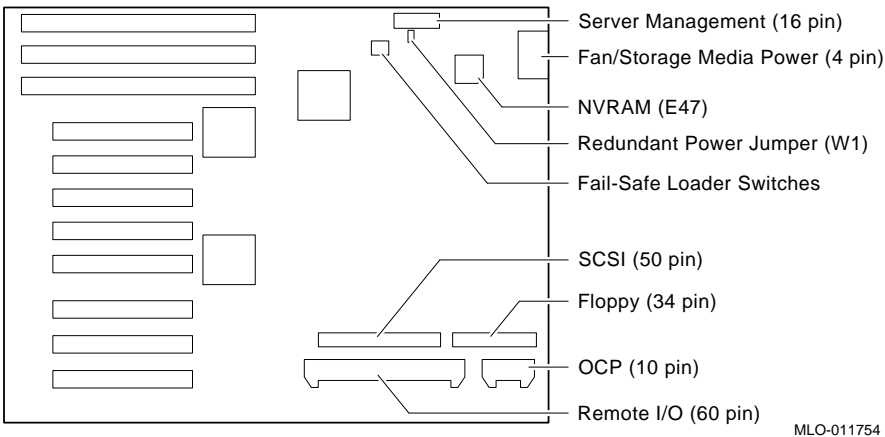 Server Management (16 pin)
Fan/Storage Media Power (4 pin)
NVRAM (E47)
Redundant Power Jumper (W1)
Fail-Safe Loader Switches
SCSI (50 pin)
Floppy (34 pin)
OCP (10 pin)
Remote I/O (60 pin)
MLO-011754